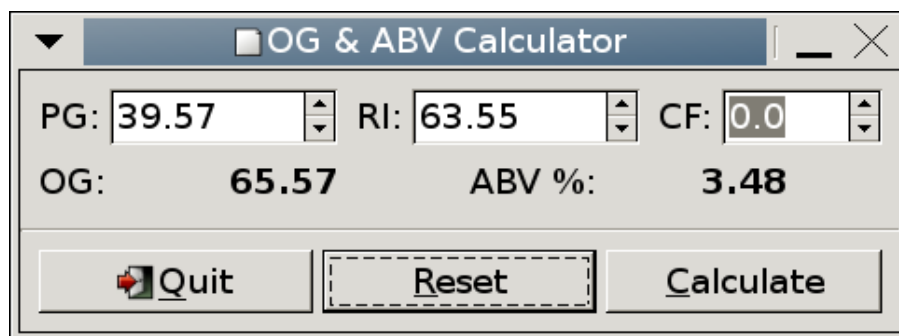 OG & ABV Calculator
PG: 39.57 RI: 63.55 CF: 0.0
OG: 65.57 ABV %: 3.48
Quit Reset Calculate